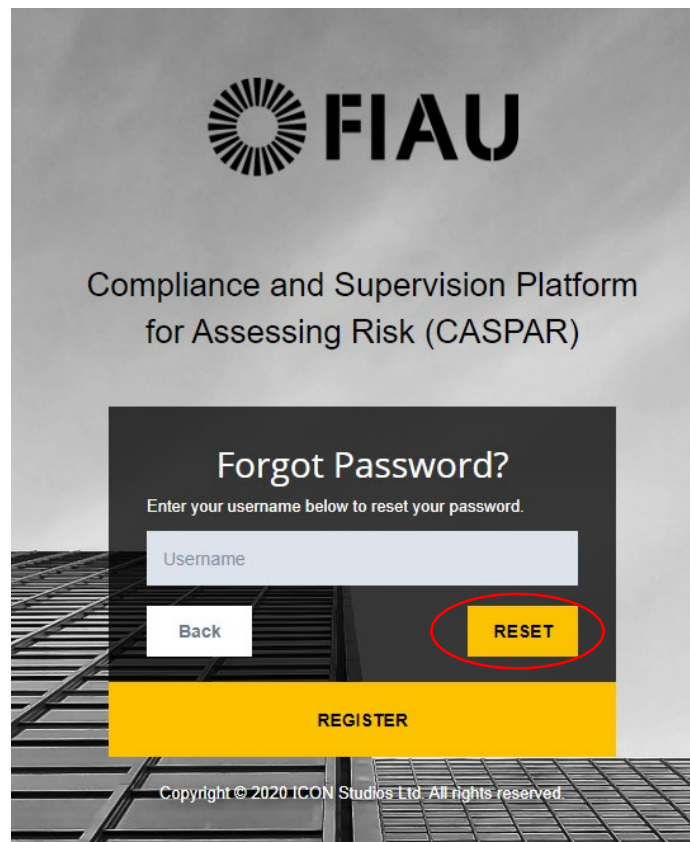 FIAU
Compliance and Supervision Platform
for Assessing Risk (CASPAR)
Forgot Password?
Enter your username below to reset your password.
Username
Back
RESET
REGISTER
Copyright © 2020 ICON Studios Ltd. All rights reserved.